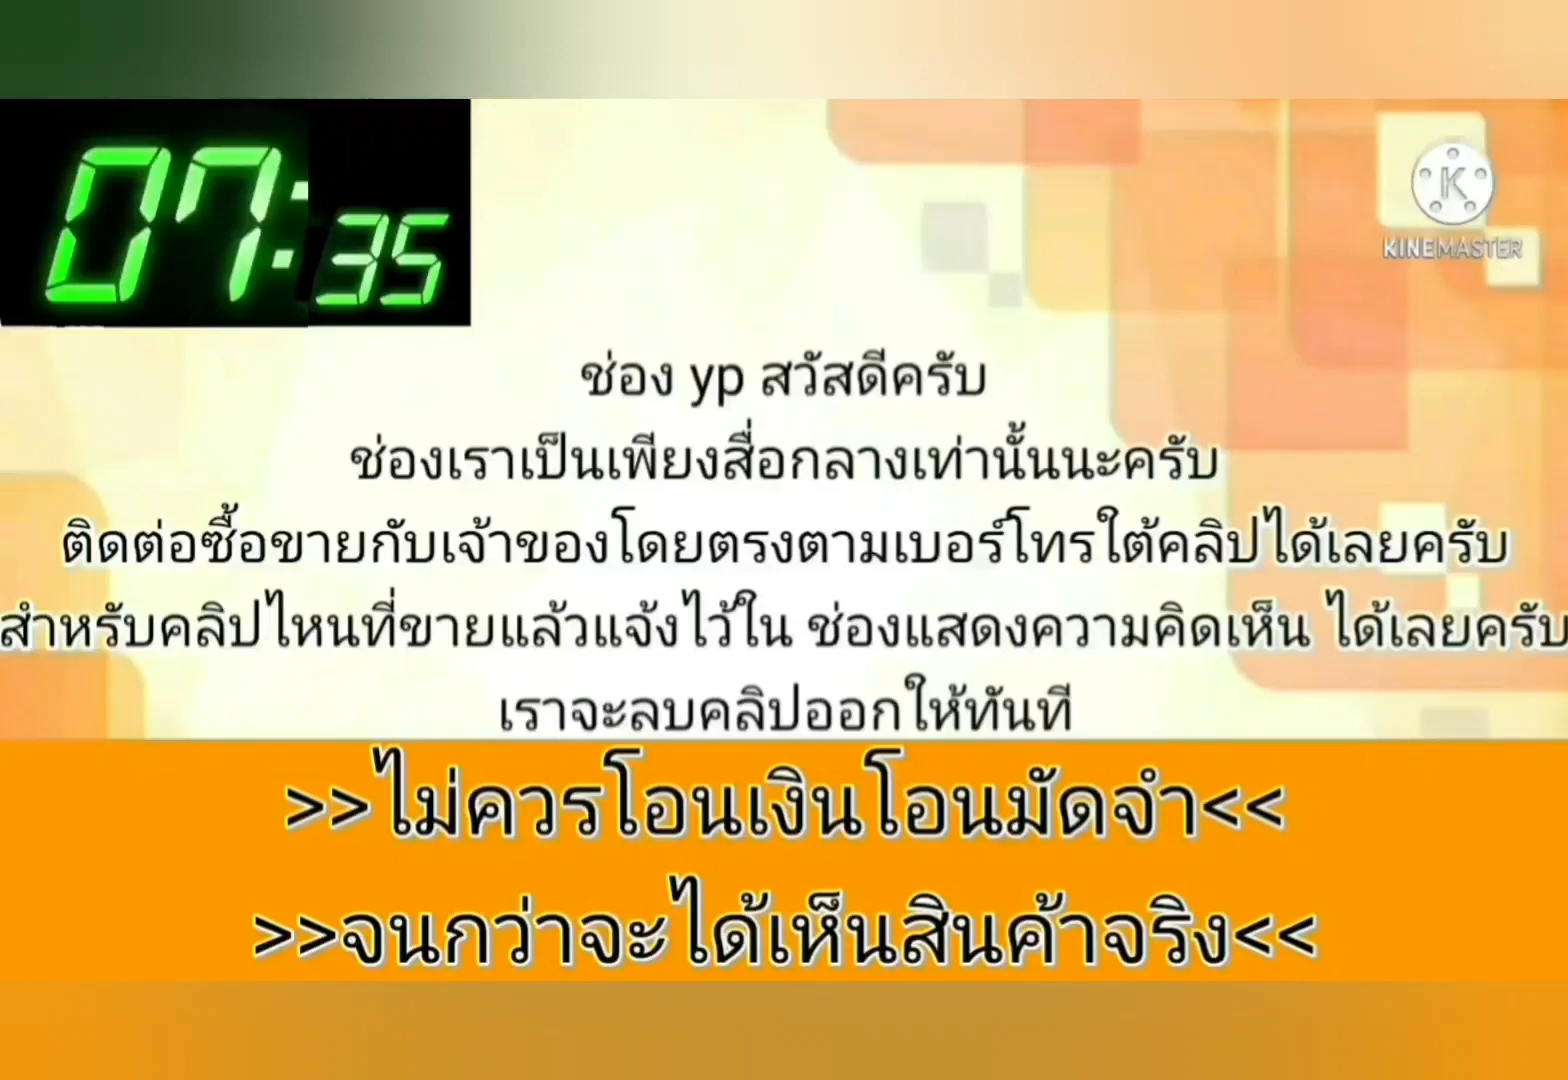 07:35
KINEMASTER
ช่อง yp สวัสดีครับ
ช่องเราเป็นเพียงสื่อกลางเท่านั้นนะครับ
ติดต่อซื้อขายกับเจ้าของโดยตรงตามเบอร์โทรใต้คลิปได้เลยครับ
สำหรับคลิปไหนที่ขายแล้วแจ้งไว้ใน ช่องแสดงความคิดเห็น ได้เลยครับ
เราจะลบคลิปออกให้ทันที
>>ไม่ควรโอนเงินโอนมัดจำ<<
>>จนกว่าจะได้เห็นสินค้าจริง<<